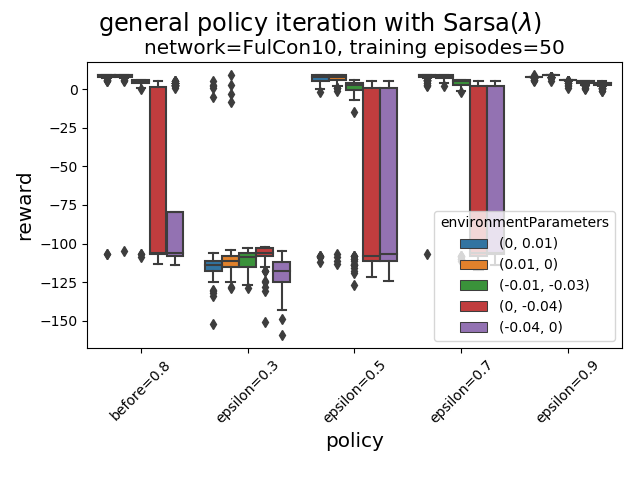 general policy iteration with Sarsa(λ)
network=FulCon10, training episodes=50
reward
0
−25
−50
−75
−100
−125
−150
environmentParameters
(0, 0.01)
(0.01, 0)
(-0.01, -0.03)
(0, -0.04)
(-0.04, 0)
before=0.8
epsilon=0.3
epsilon=0.5
epsilon=0.7
epsilon=0.9
policy